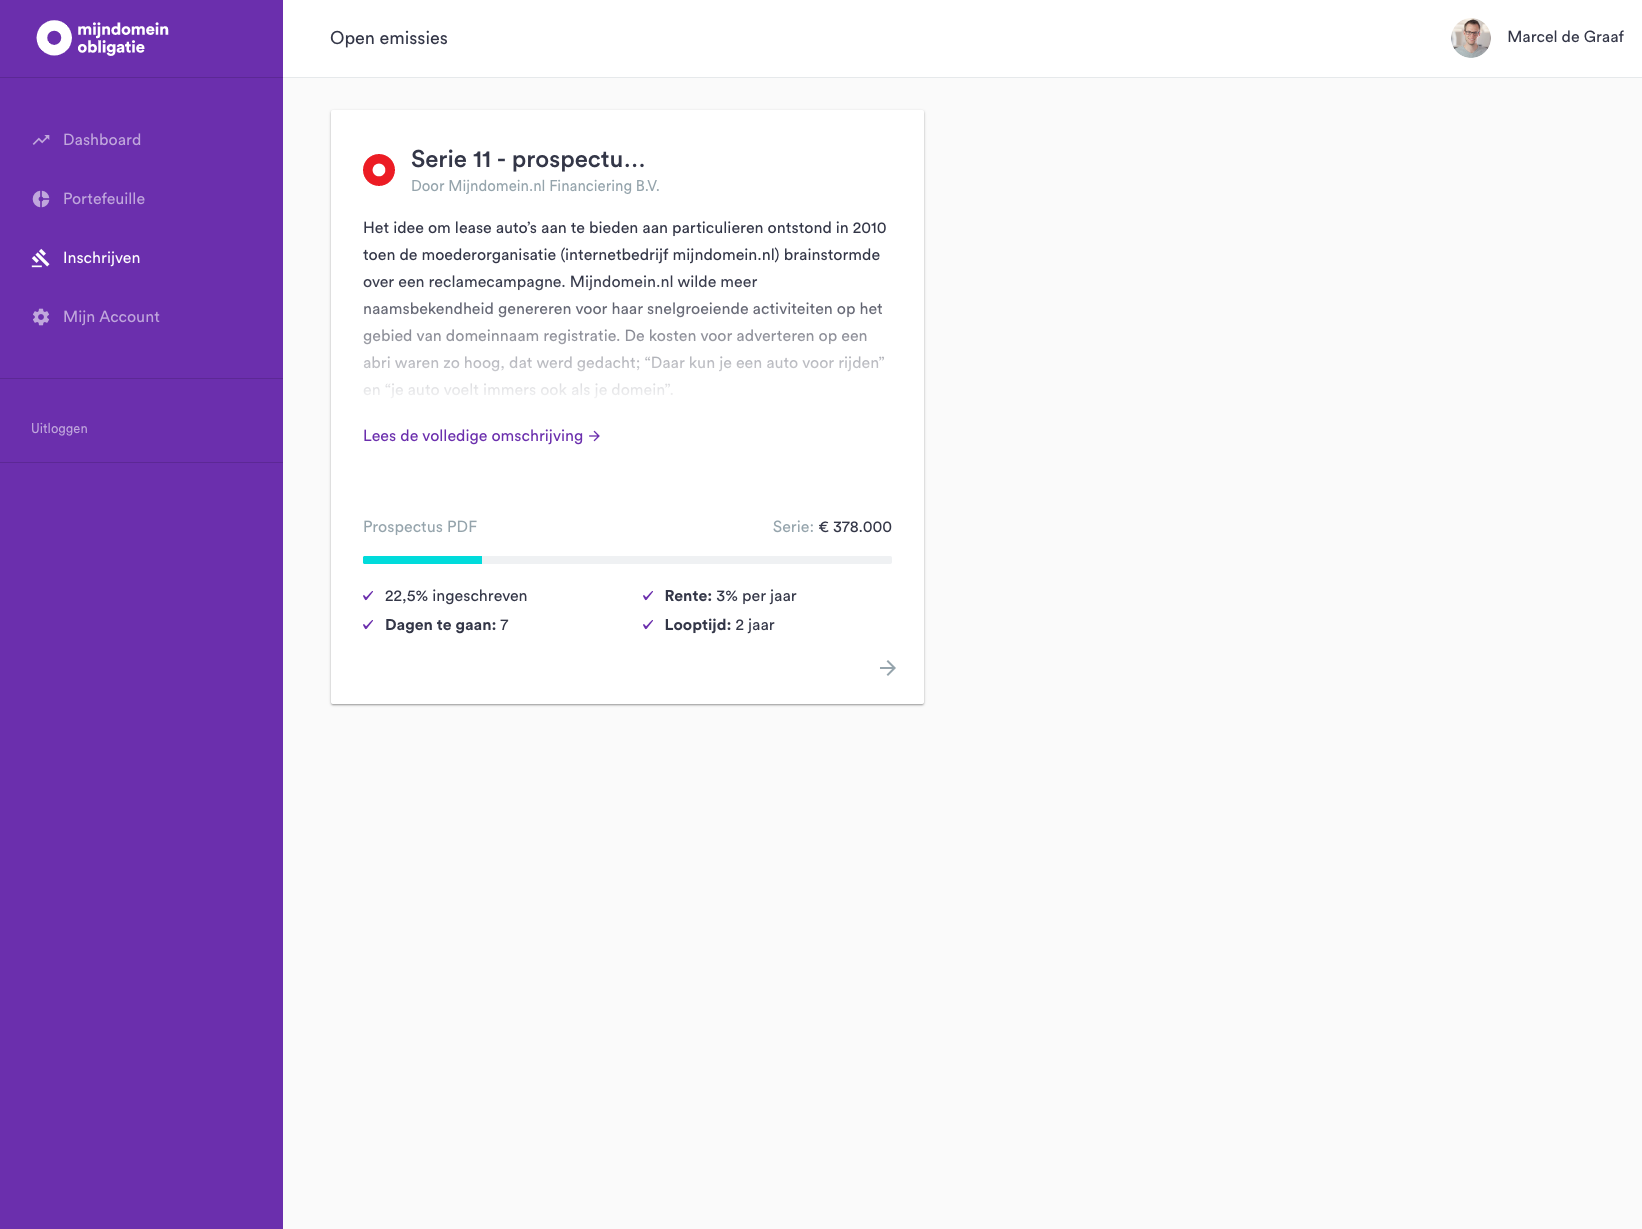 mijndomein
obligatie
Open emissies
Marcel de Graaf
Dashboard
Portefeuille
Inschrijven
Mijn Account
Uitloggen
Serie 11 - prospectu...
Door Mijndomein.nl Financiering B.V.
Het idee om lease auto’s aan te bieden aan particulieren ontstond in 2010
toen de moederorganisatie (internetbedrijf mijndomein.nl) brainstormde
over een reclamecampagne. Mijndomein.nl wilde meer
naamsbekendheid genereren voor haar snelgroeiende activiteiten op het
gebied van domeinnaam registratie. De kosten voor adverteren op een
abri waren zo hoog, dat werd gedacht; “Daar kun je een auto voor rijden”
en “je auto voelt immers ook als je domein”.
Lees de volledige omschrijving →
Prospectus PDF
Serie: € 378.000
22,5% ingeschreven
Rente: 3% per jaar
Dagen te gaan: 7
Looptijd: 2 jaar